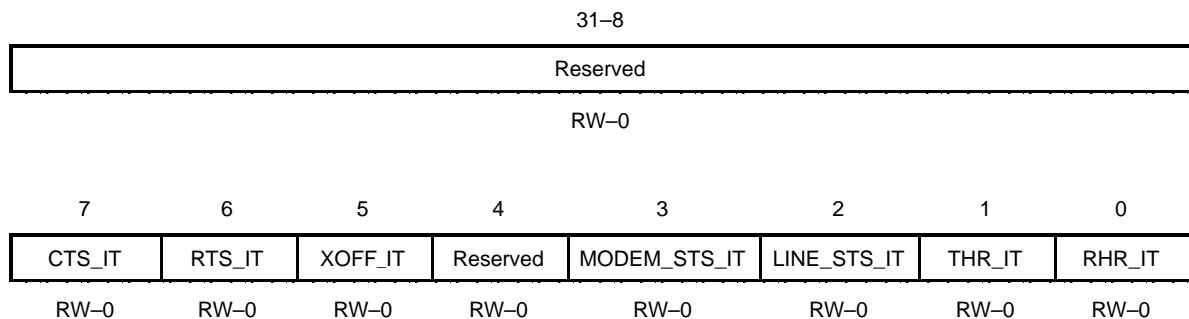 31–8
Reserved
RW–0
7 6 5 4 3 2 1 0
CTS_IT RTS_IT XOFF_IT Reserved MODEM_STS_IT LINE_STS_IT THR_IT RHR_IT
RW–0 RW–0 RW–0 RW–0 RW–0 RW–0 RW–0 RW–0